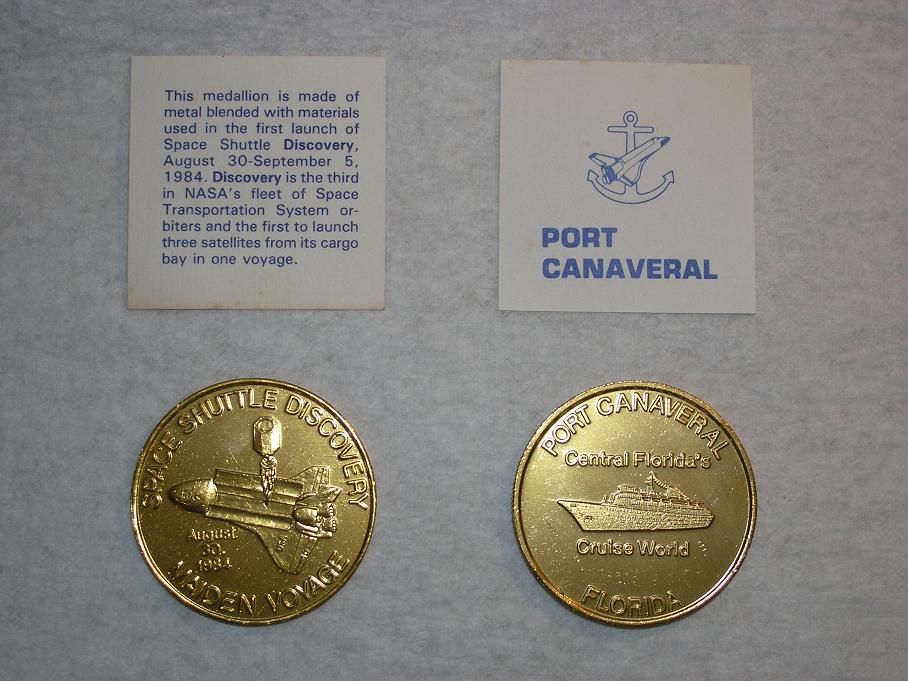 This medallion is made of
metal blended with materials
used in the first launch of
Space Shuttle Discovery,
August 30-September 5,
1984. Discovery is the third
in NASA's fleet of Space
Transportation System or-
biters and the first to launch
three satellites from its cargo
bay in one voyage.
PORT
CANAVERAL
SPACE SHUTTLE DISCOVERY
August
30,
1984
MAIDEN VOYAGE
PORT CANAVERAL
Central Florida's
Cruise World
FLORIDA